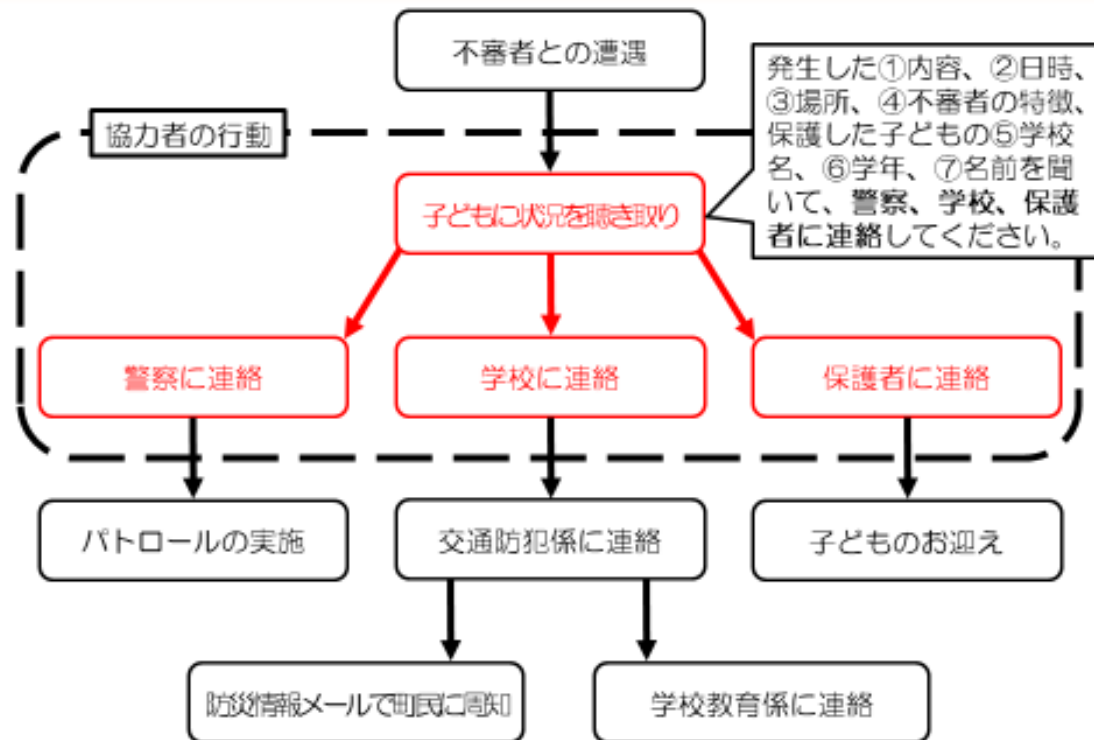 不審者との遭遇
発生した①内容、②日時、
③場所、④不審者の特徴、
保護した子どもの⑤学校
名、⑥学年、⑦名前を聞
いて、警察、学校、保護
者に連絡してください。
協力者の行動
子どもに状況を聴き取り
警察に連絡
学校に連絡
保護者に連絡
パトロールの実施
交通防犯係に連絡
子どものお迎え
防災情報メールで町民に周知
学校教育係に連絡